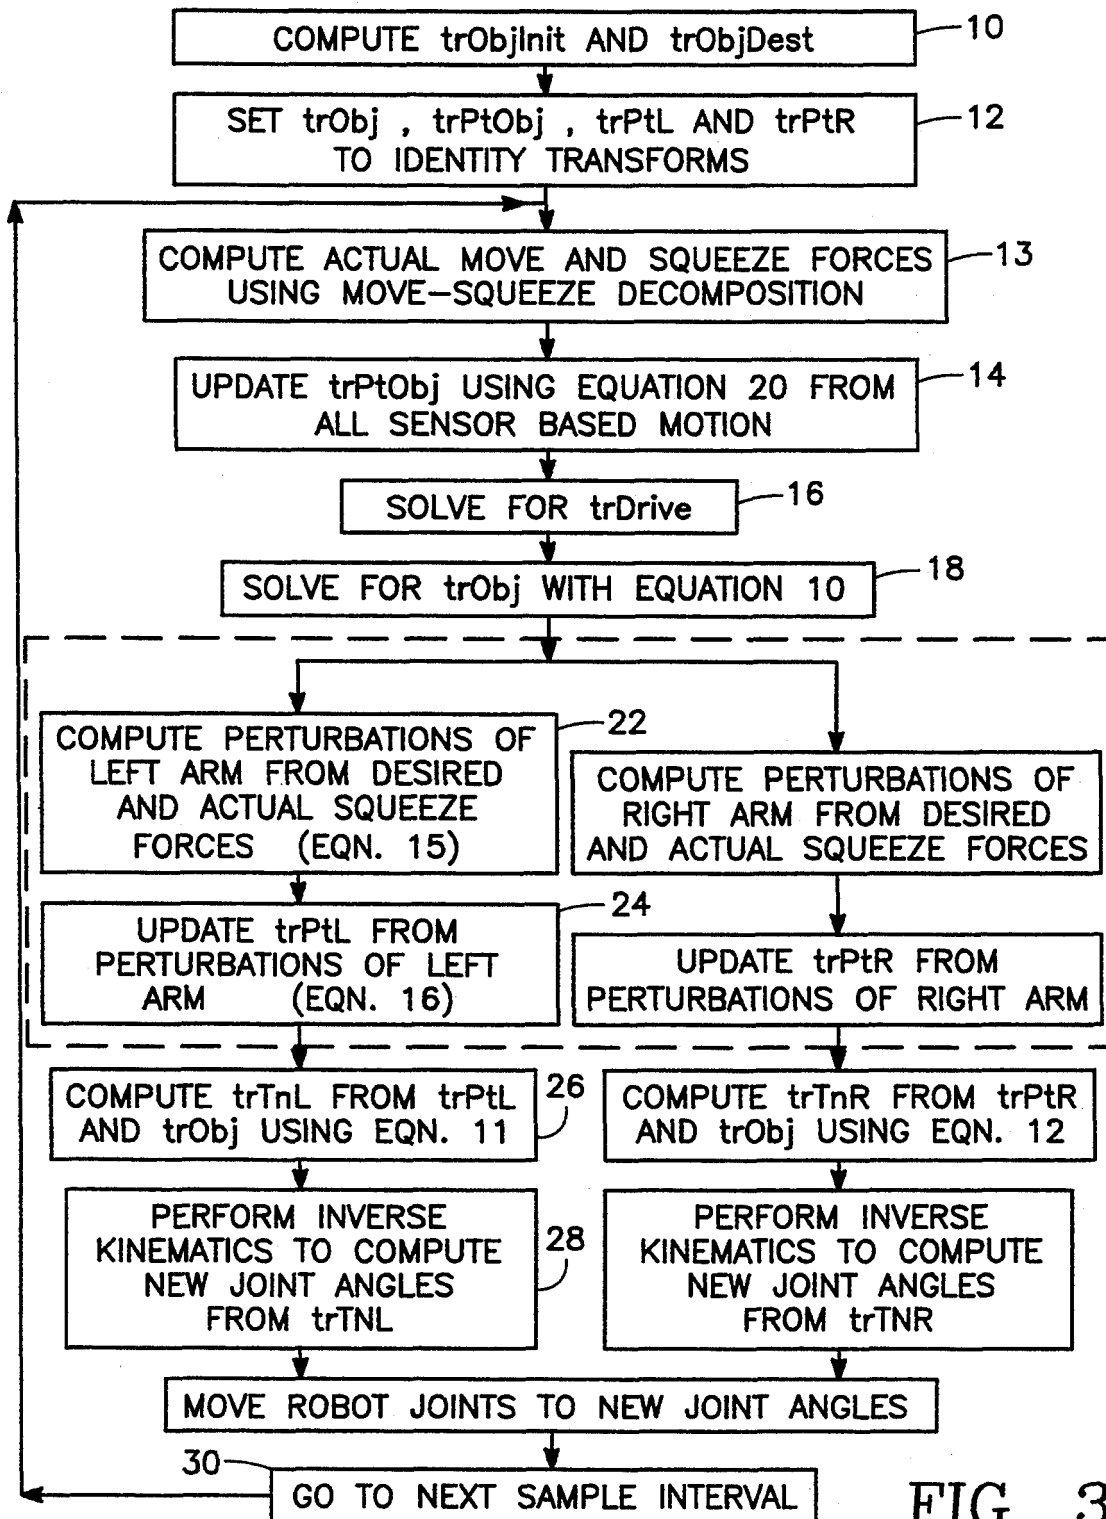 COMPUTE trObjInit AND trObjDest
10
SET trObj , trPtObj , trPtL AND trPtR
TO IDENTITY TRANSFORMS
12
COMPUTE ACTUAL MOVE AND SQUEEZE FORCES
USING MOVE-SQUEEZE DECOMPOSITION
13
UPDATE trPtObj USING EQUATION 20 FROM
ALL SENSOR BASED MOTION
14
SOLVE FOR trDrive
16
SOLVE FOR trObj WITH EQUATION 10
18
COMPUTE PERTURBATIONS OF
LEFT ARM FROM DESIRED
AND ACTUAL SQUEEZE
FORCES (EQN. 15)
22
COMPUTE PERTURBATIONS OF
RIGHT ARM FROM DESIRED
AND ACTUAL SQUEEZE FORCES
UPDATE trPtL FROM
PERTURBATIONS OF LEFT
ARM (EQN. 16)
24
UPDATE trPtR FROM
PERTURBATIONS OF RIGHT ARM
COMPUTE trTnL FROM trPtL
AND trObj USING EQN. 11
26
COMPUTE trTnR FROM trPtR
AND trObj USING EQN. 12
PERFORM INVERSE
KINEMATICS TO COMPUTE
NEW JOINT ANGLES
FROM trTNL
28
PERFORM INVERSE
KINEMATICS TO COMPUTE
NEW JOINT ANGLES
FROM trTNR
MOVE ROBOT JOINTS TO NEW JOINT ANGLES
30
GO TO NEXT SAMPLE INTERVAL
FIG. 3